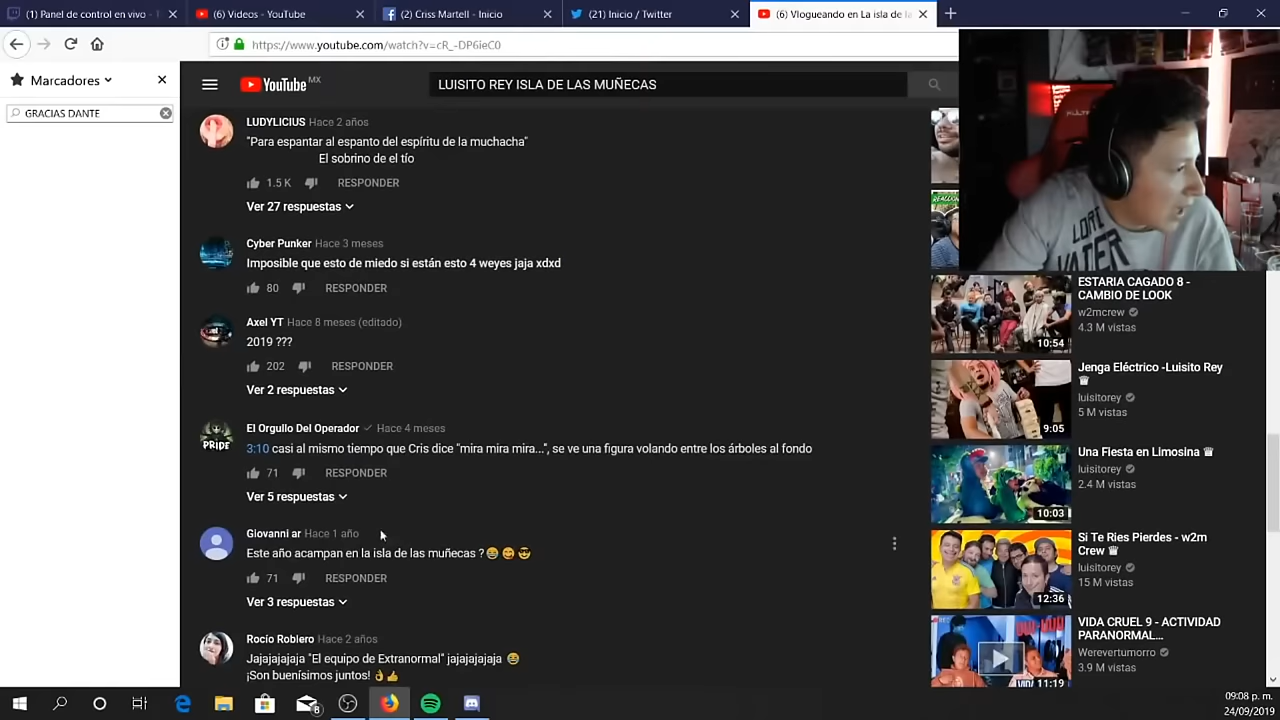 (1) Panel de control en vivo - T
(6) Videos - YouTube
(2) Criss Martell - Inicio
(21) Inicio / Twitter
(6) Vlogueando en La isla de la
https://www.youtube.com/watch?v=cR_-DP6ieC0
Marcadores
GRACIAS DANTE
YouTube MX
LUISITO REY ISLA DE LAS MUÑECAS
LUDYLICIUS Hace 2 años
"Para espantar al espanto del espíritu de la muchacha"
El sobrino de el tío
1.5 K RESPONDER
Ver 27 respuestas
Cyber Punker Hace 3 meses
Imposible que esto de miedo si están esto 4 weyes jaja xdxd
80 RESPONDER
Axel YT Hace 8 meses (editado)
2019 ???
202 RESPONDER
Ver 2 respuestas
PRIDE
El Orgullo Del Operador Hace 4 meses
3:10 casi al mismo tiempo que Cris dice "mira mira mira...", se ve una figura volando entre los árboles al fondo
71 RESPONDER
Ver 5 respuestas
Giovanni ar Hace 1 año
Este año acampan en la isla de las muñecas ?😂😋😎
71 RESPONDER
Ver 3 respuestas
Rocío Roblero Hace 2 años
Jajajajajaja "El equipo de Extranormal" jajajajajaja 😂
¡Son buenísimos juntos! 👌👍
LORD
VADER
ESTARIA CAGADO 8 -
CAMBIO DE LOOK
w2mcrew
4.3 M vistas
10:54
Jenga Eléctrico -Luisito Rey
♛
luisitorey
5 M vistas
9:05
Una Fiesta en Limosina ♛
luisitorey
2.4 M vistas
10:03
Si Te Ries Pierdes - w2m
Crew ♛
luisitorey
15 M vistas
12:36
VIDA CRUEL 9 - ACTIVIDAD
PARANORMAL...
Werevertumorro
3.9 M vistas
11:19
8
09:08 p. m.
24/09/2019